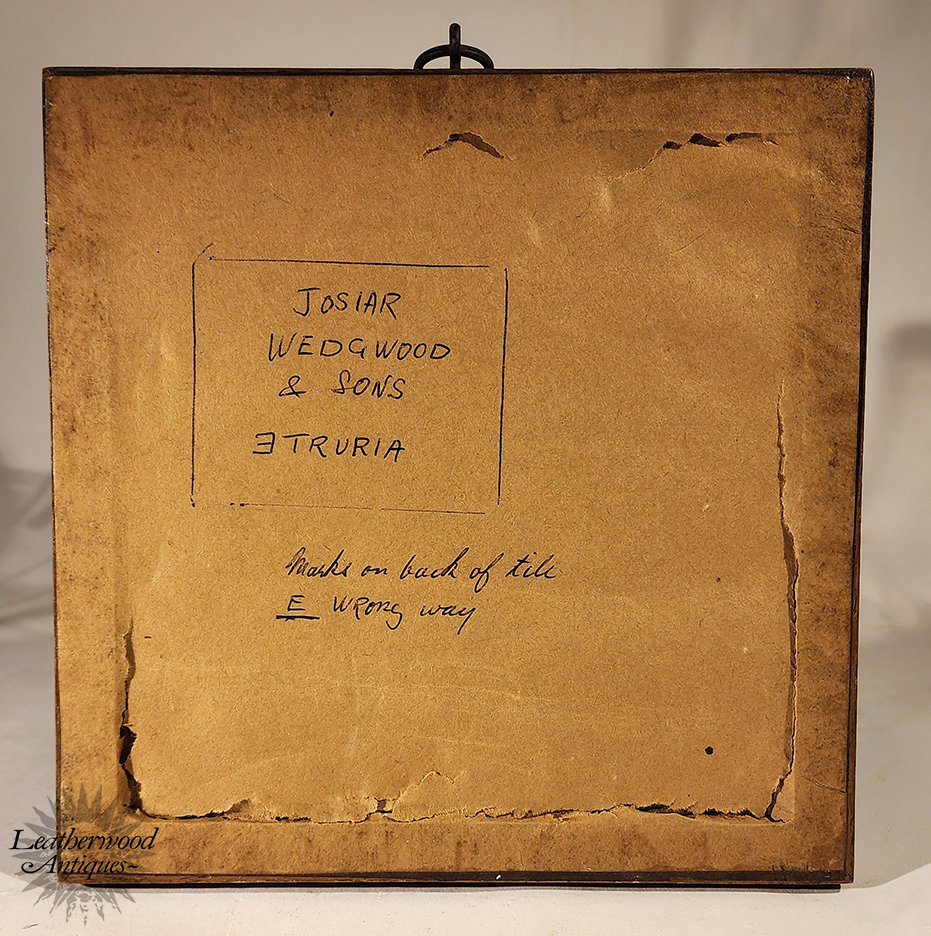 JOSIAR
WEDGWOOD
& SONS
ƎTRURIA
Marks on back of tile
E WRong way
Leatherwood
Antiques~